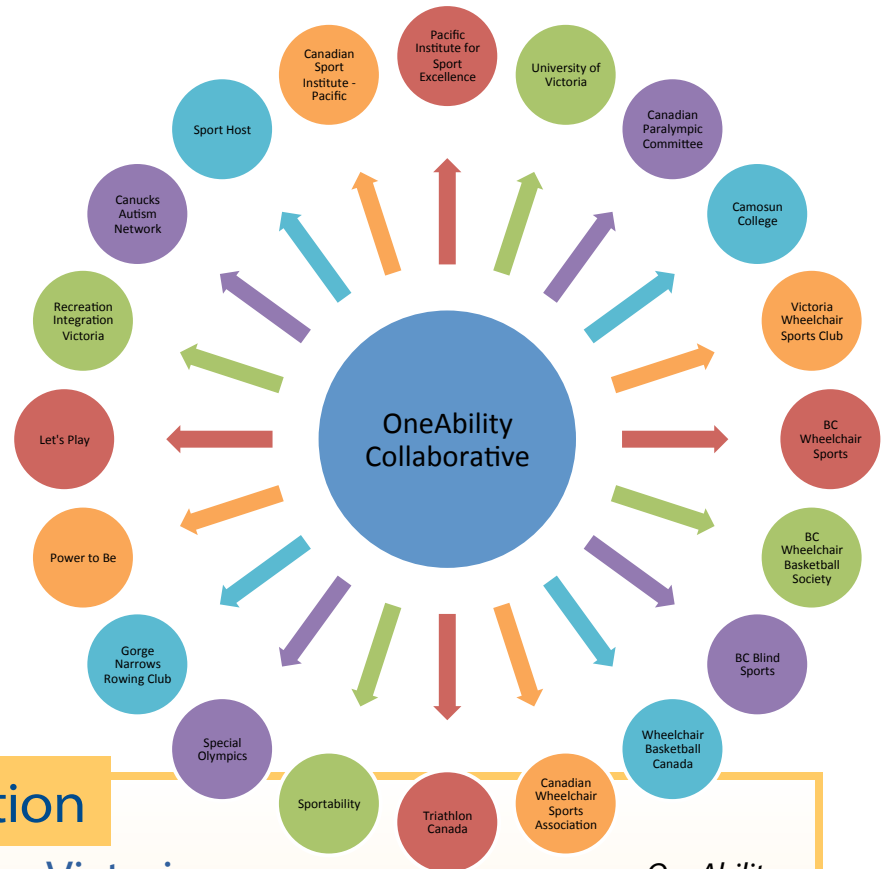 Pacific
Institute for
Sport
Excellence
University of
Victoria
Canadian
Paralympic
Committee
Camosun
College
Victoria
Wheelchair
Sports Club
BC
Wheelchair
Sports
BC
Wheelchair
Basketball
Society
BC Blind
Sports
Wheelchair
Basketball
Canada
Canadian
Wheelchair
Sports
Association
Triathlon
Canada
Sportability
Special
Olympics
Gorge
Narrows
Rowing Club
Power to Be
Let's Play
Recreation
Integration
Victoria
Canucks
Autism
Network
Sport Host
Canadian
Sport
Institute -
Pacific
OneAbility
Collaborative
tion